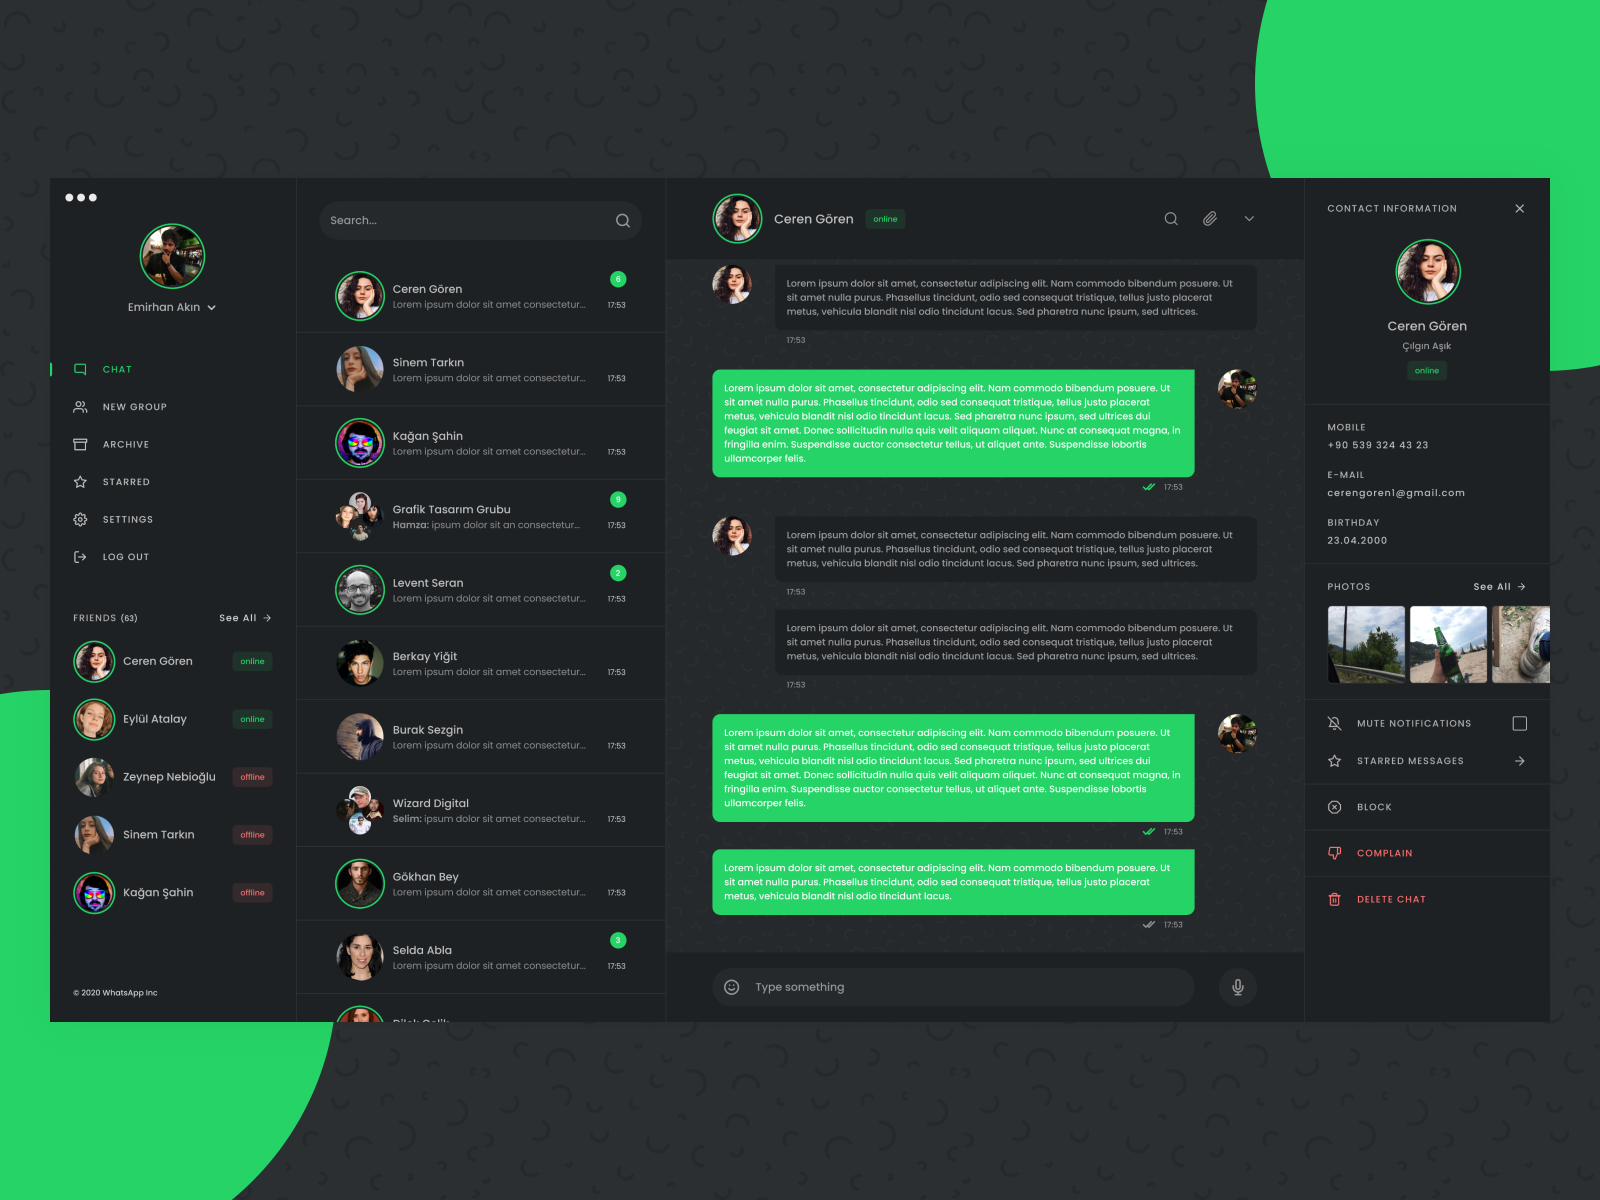 Emirhan Akın
CHAT
NEW GROUP
ARCHIVE
STARRED
SETTINGS
LOG OUT
FRIENDS (63)
See All
Ceren Gören
online
Eylül Atalay
online
Zeynep Nebioğlu
offline
Sinem Tarkın
offline
Kağan Şahin
offline
© 2020 WhatsApp Inc
Search...
Ceren Gören
6
Lorem ipsum dolor sit amet consectetur...
17:53
Sinem Tarkın
Lorem ipsum dolor sit amet consectetur...
17:53
Kağan Şahin
Lorem ipsum dolor sit amet consectetur...
17:53
Grafik Tasarım Grubu
9
Hamza: ipsum dolor sit an consectetur...
17:53
Levent Seran
2
Lorem ipsum dolor sit amet consectetur...
17:53
Berkay Yiğit
Lorem ipsum dolor sit amet consectetur...
17:53
Burak Sezgin
Lorem ipsum dolor sit amet consectetur...
17:53
Wizard Digital
Selim: ipsum dolor sit amet consectetur...
17:53
Gökhan Bey
Lorem ipsum dolor sit amet consectetur...
17:53
Selda Abla
3
Lorem ipsum dolor sit amet consectetur...
17:53
Ceren Gören
online
Lorem ipsum dolor sit amet, consectetur adipiscing elit. Nam commodo bibendum posuere. Ut
sit amet nulla purus. Phasellus tincidunt, odio sed consequat tristique, tellus justo placerat
metus, vehicula blandit nisl odio tincidunt lacus. Sed pharetra nunc ipsum, sed ultrices.
17:53
Lorem ipsum dolor sit amet, consectetur adipiscing elit. Nam commodo bibendum posuere. Ut
sit amet nulla purus. Phasellus tincidunt, odio sed consequat tristique, tellus justo placerat
metus, vehicula blandit nisl odio tincidunt lacus. Sed pharetra nunc ipsum, sed ultrices dui
feugiat sit amet. Donec sollicitudin nulla quis velit aliquam aliquet. Nunc at consequat magna, in
fringilla enim. Suspendisse auctor consectetur tellus, ut aliquet ante. Suspendisse lobortis
ullamcorper felis.
17:53
Lorem ipsum dolor sit amet, consectetur adipiscing elit. Nam commodo bibendum posuere. Ut
sit amet nulla purus. Phasellus tincidunt, odio sed consequat tristique, tellus justo placerat
metus, vehicula blandit nisl odio tincidunt lacus. Sed pharetra nunc ipsum, sed ultrices.
17:53
Lorem ipsum dolor sit amet, consectetur adipiscing elit. Nam commodo bibendum posuere. Ut
sit amet nulla purus. Phasellus tincidunt, odio sed consequat tristique, tellus justo placerat
metus, vehicula blandit nisl odio tincidunt lacus. Sed pharetra nunc ipsum, sed ultrices.
17:53
Lorem ipsum dolor sit amet, consectetur adipiscing elit. Nam commodo bibendum posuere. Ut
sit amet nulla purus. Phasellus tincidunt, odio sed consequat tristique, tellus justo placerat
metus, vehicula blandit nisl odio tincidunt lacus. Sed pharetra nunc ipsum, sed ultrices dui
feugiat sit amet. Donec sollicitudin nulla quis velit aliquam aliquet. Nunc at consequat magna, in
fringilla enim. Suspendisse auctor consectetur tellus, ut aliquet ante. Suspendisse lobortis
ullamcorper felis.
17:53
Lorem ipsum dolor sit amet, consectetur adipiscing elit. Nam commodo bibendum posuere. Ut
sit amet nulla purus. Phasellus tincidunt, odio sed consequat tristique, tellus justo placerat
metus, vehicula blandit nisl odio tincidunt lacus.
17:53
Type something
CONTACT INFORMATION
Ceren Gören
Çılgın Aşık
online
MOBILE
+90 539 324 43 23
E-MAIL
cerengoren1@gmail.com
BIRTHDAY
23.04.2000
PHOTOS
See All
MUTE NOTIFICATIONS
STARRED MESSAGES
BLOCK
COMPLAIN
DELETE CHAT